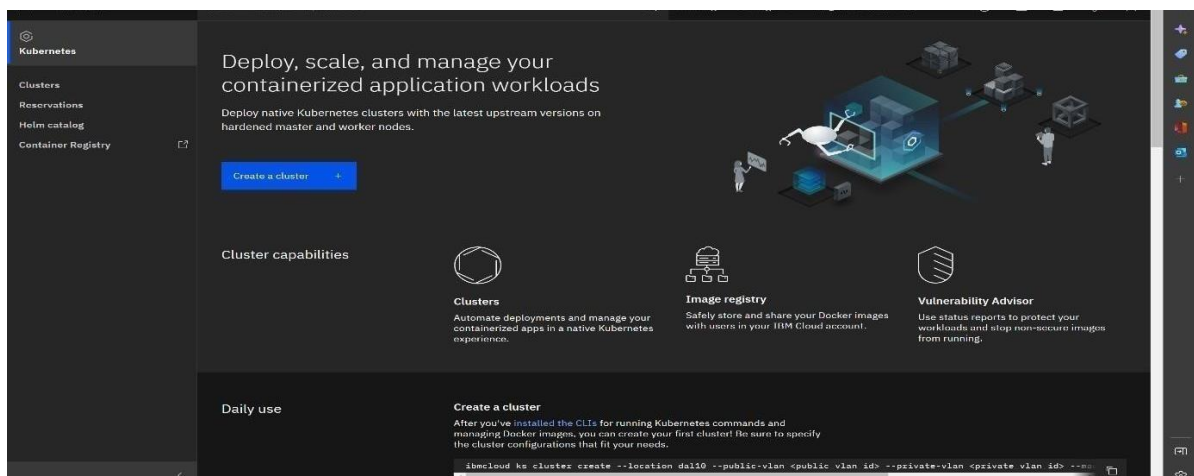 Kubernetes
Clusters
Reservations
Helm catalog
Container Registry
Deploy, scale, and manage your
containerized application workloads
Deploy native Kubernetes clusters with the latest upstream versions on
hardened master and worker nodes.
Create a cluster +
Cluster capabilities
Clusters
Automate deployments and manage your
containerized apps in a native Kubernetes
experience.
Image registry
Safely store and share your Docker images
with users in your IBM Cloud account.
Vulnerability Advisor
Use status reports to protect your
workloads and stop non-secure images
from running.
Daily use
Create a cluster
After you've installed the CLIs for running Kubernetes commands and
managing Docker images, you can create your first cluster! Be sure to specify
the cluster configurations that fit your needs.
ibmcloud ks cluster create --location dal10 --public-vlan <public vlan id> --private-vlan <private vlan id>